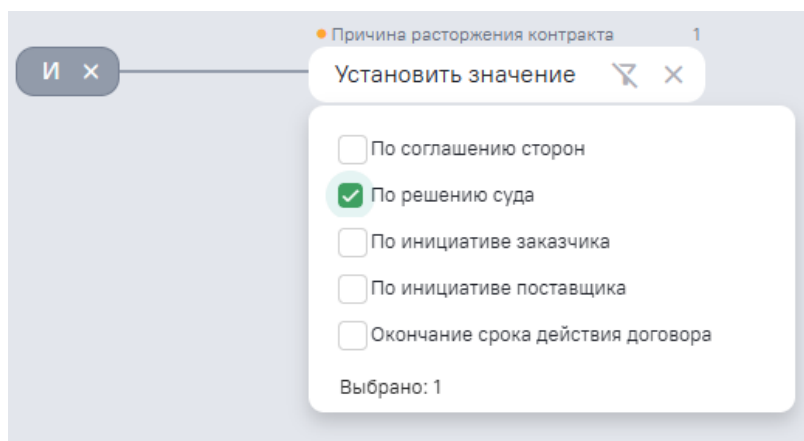 Причина расторжения контракта 1
И ×
Установить значение
По соглашению сторон
По решению суда
По инициативе заказчика
По инициативе поставщика
Окончание срока действия договора
Выбрано: 1